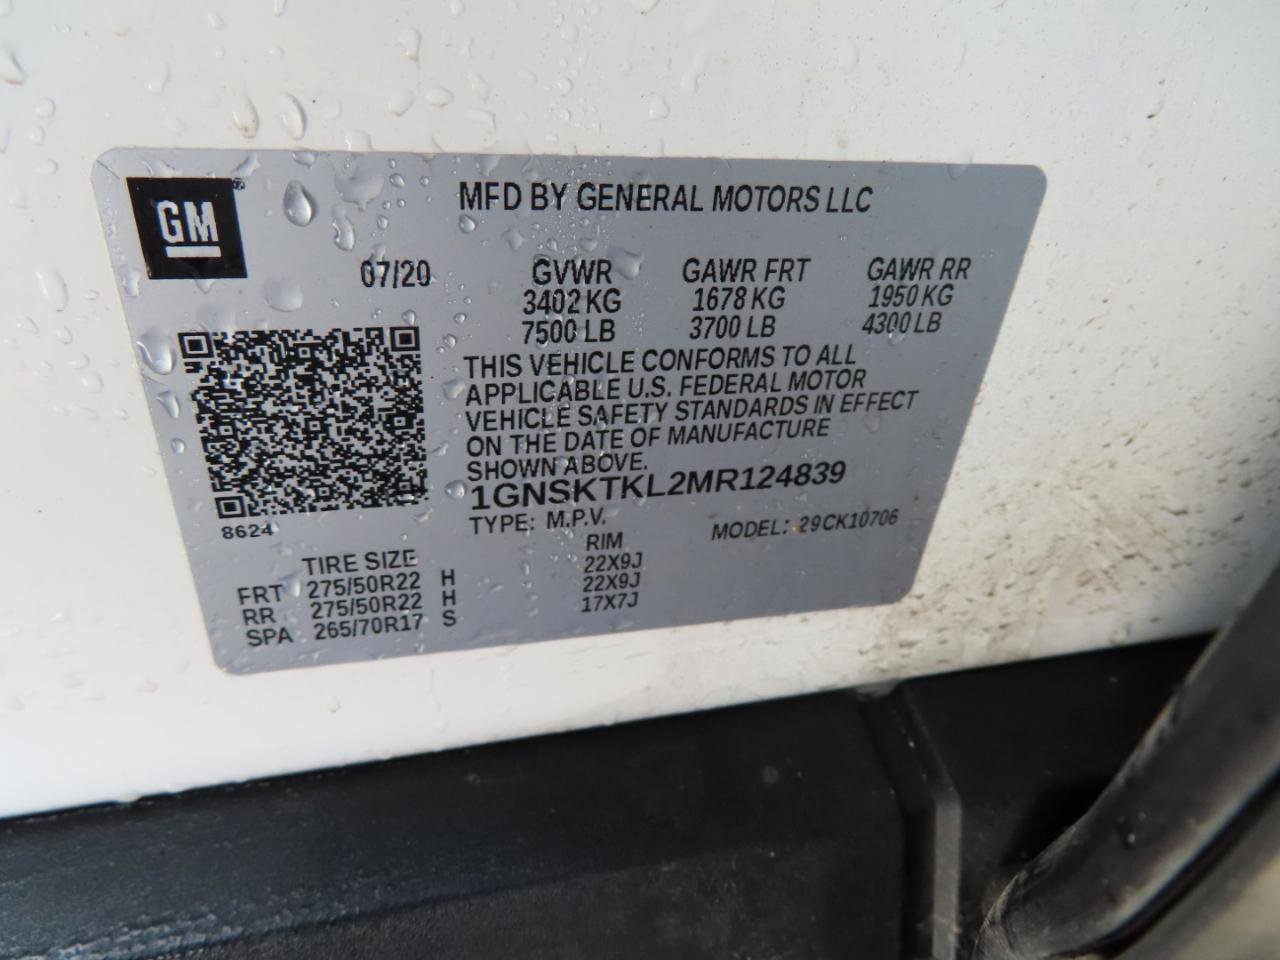 GM ®
MFD BY GENERAL MOTORS LLC
07/20 GVWR GAWR FRT GAWR RR
3402 KG 1678 KG 1950 KG
7500 LB 3700 LB 4300 LB
THIS VEHICLE CONFORMS TO ALL
APPLICABLE U.S. FEDERAL MOTOR
VEHICLE SAFETY STANDARDS IN EFFECT
ON THE DATE OF MANUFACTURE
SHOWN ABOVE.
1GNSKTKL2MR124839
8624
TYPE: M.P.V. MODEL: 29CK10706
TIRE SIZE RIM
FRT 275/50R22 H 22X9J
RR 275/50R22 H 22X9J
SPA 265/70R17 S 17X7J